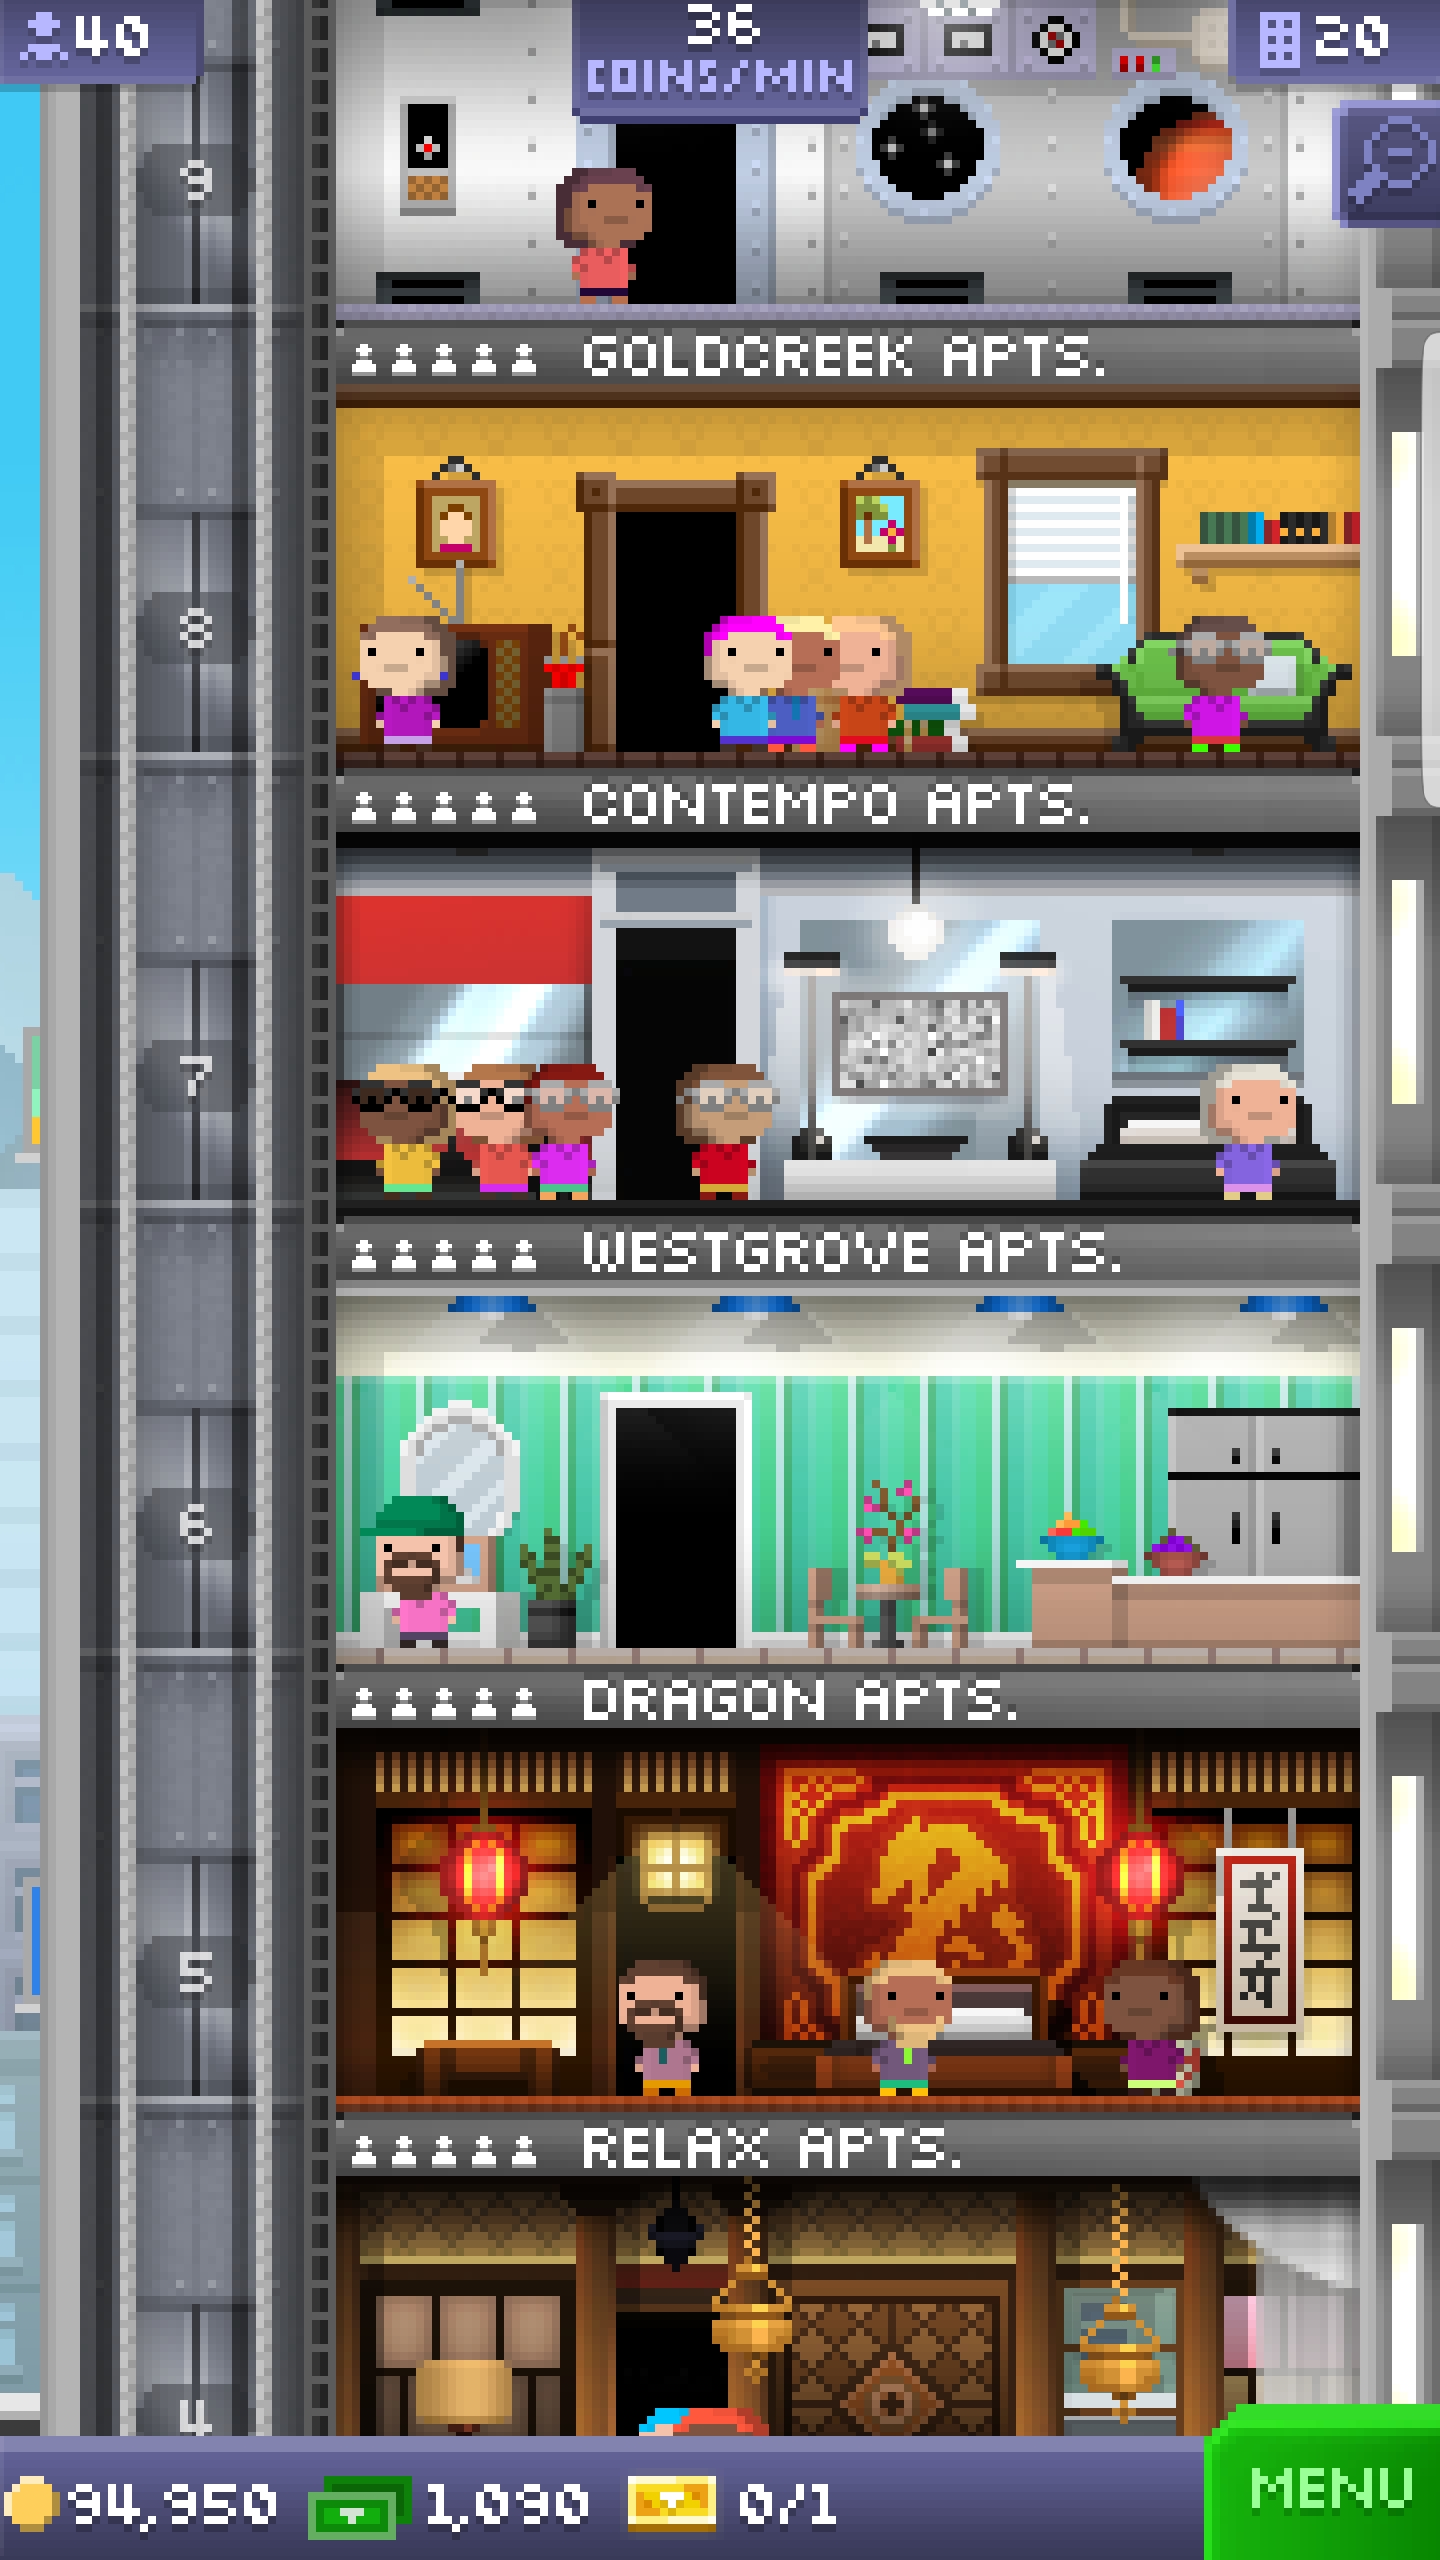 40
36
COINS/MIN
20
9
GOLDCREEK APTS.
8
CONTEMPO APTS.
7
WESTGROVE APTS.
6
DRAGON APTS.
5
RELAX APTS.
4
94,950
1,090
0/1
MENU